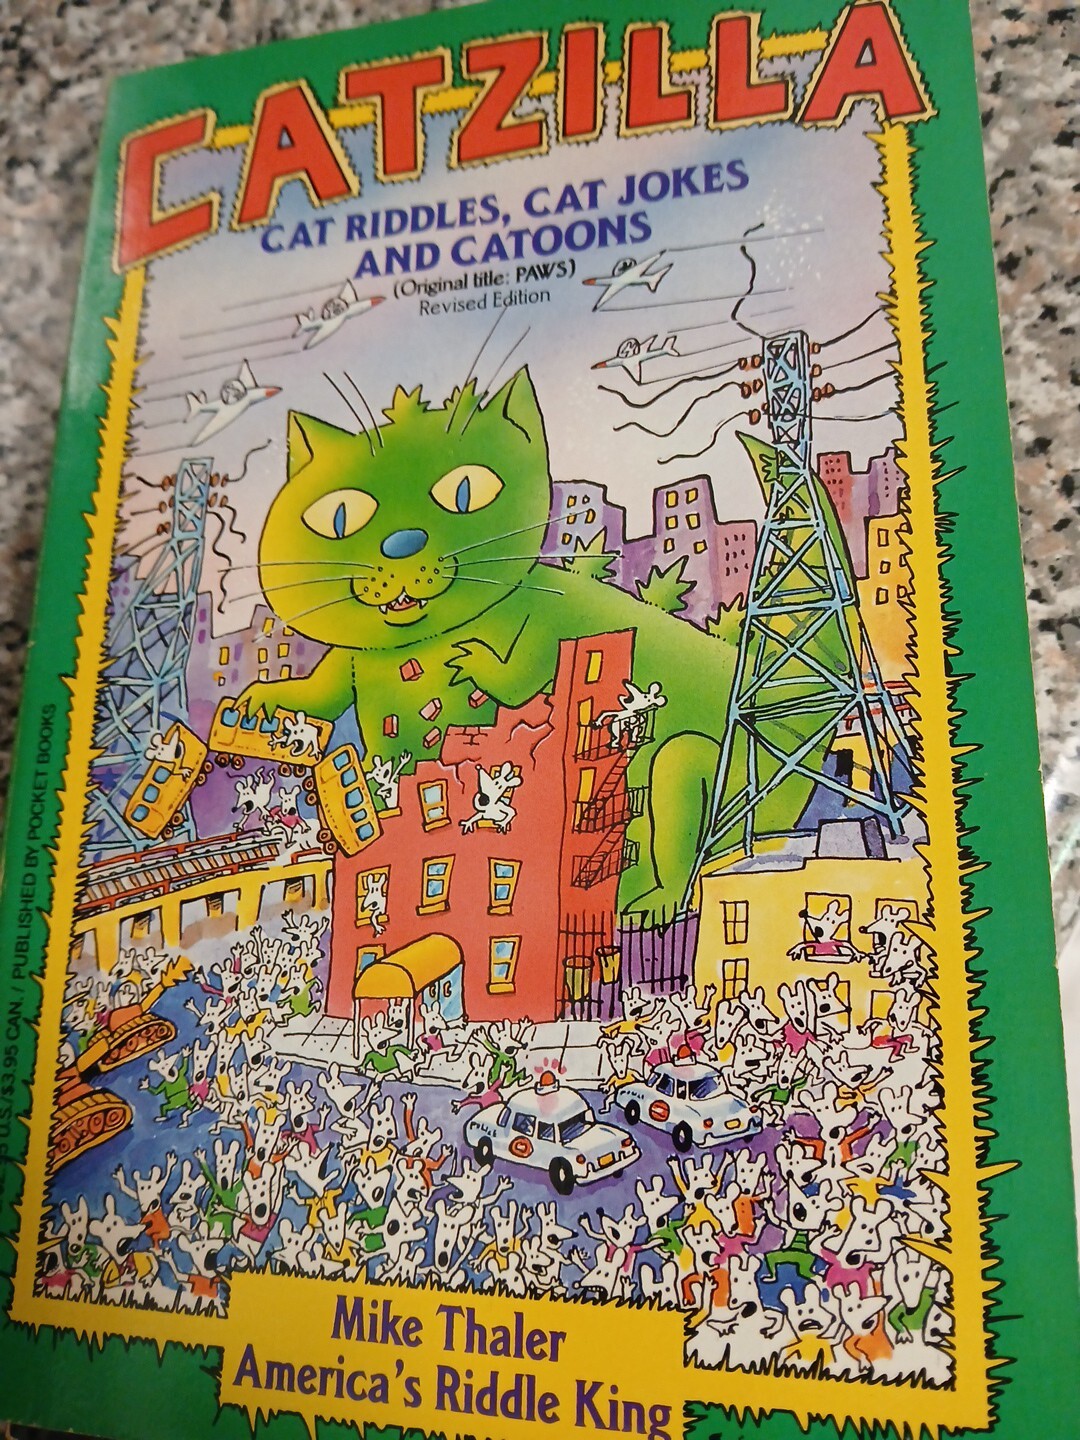 CATZILLA
CAT RIDDLES, CAT JOKES
AND CATOONS
(Original title: PAWS)
Revised Edition
POLICE
Mike Thaler
America's Riddle King
U.S./$3.95 CAN./PUBLISHED BY POCKET BOOKS